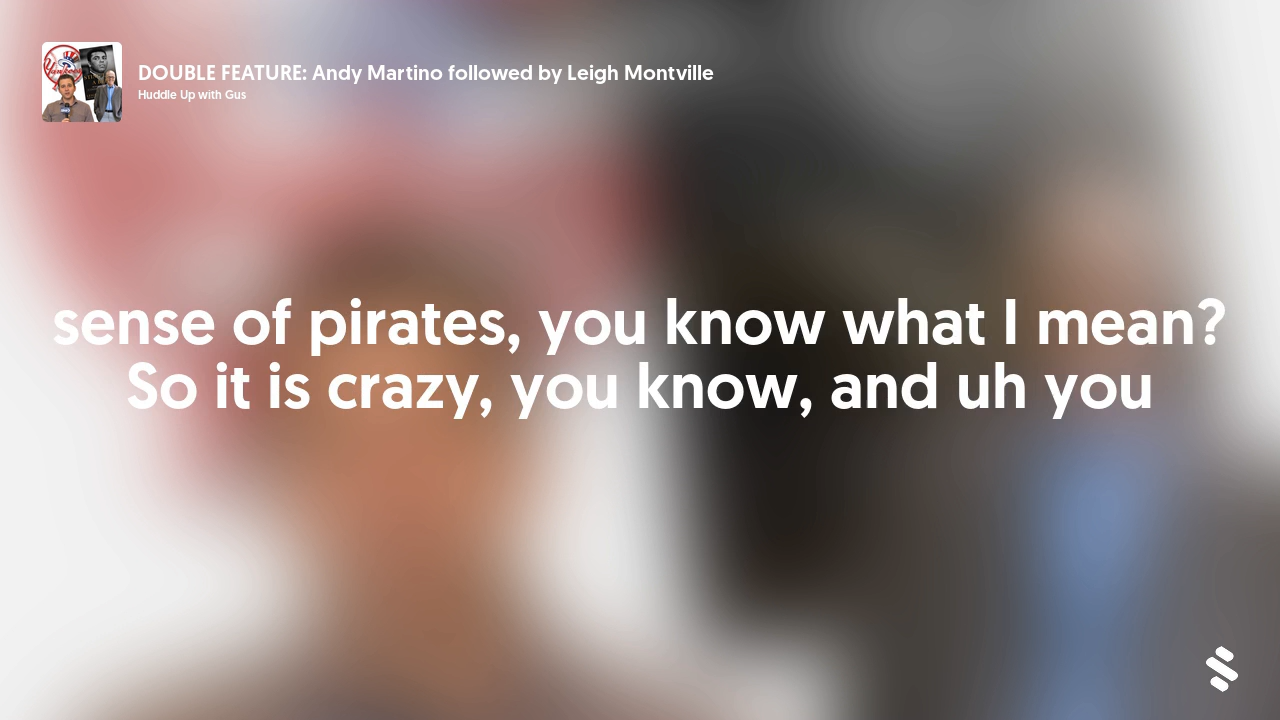 DOUBLE FEATURE: Andy Martino followed by Leigh Montville
Huddle Up with Gus
sense of pirates, you know what I mean?
So it is crazy, you know, and uh you